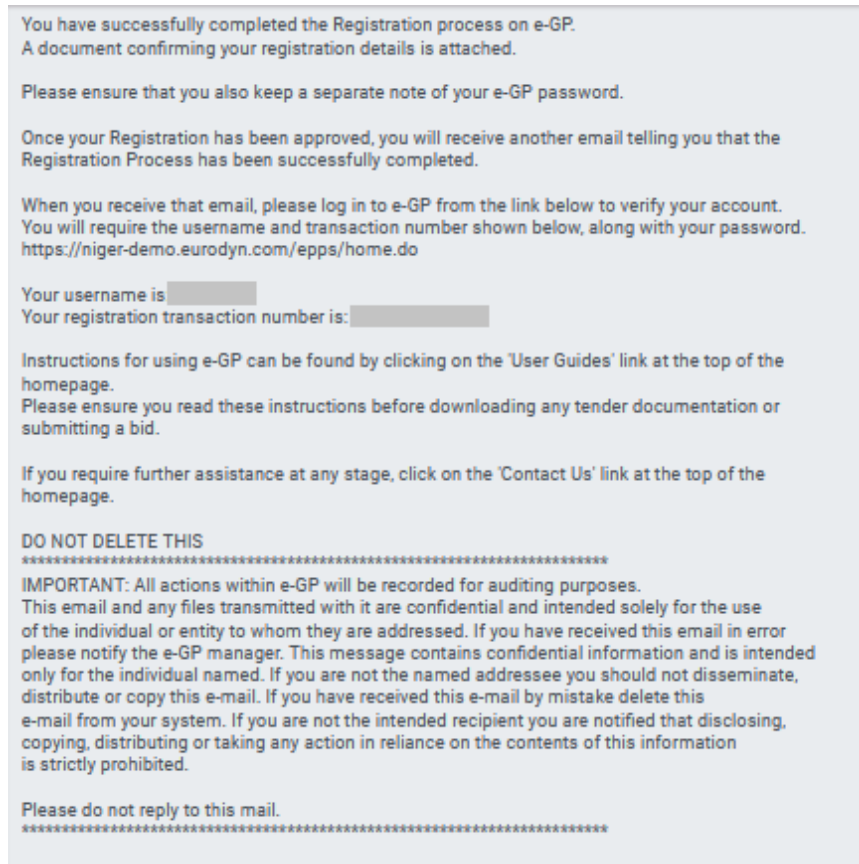 You have successfully completed the Registration process on e-GP.
A document confirming your registration details is attached.
Please ensure that you also keep a separate note of your e-GP password.
Once your Registration has been approved, you will receive another email telling you that the
Registration Process has been successfully completed.
When you receive that email, please log in to e-GP from the link below to verify your account.
You will require the username and transaction number shown below, along with your password.
https://niger-demo.eurodyn.com/epps/home.do
Your username is
Your registration transaction number is:
Instructions for using e-GP can be found by clicking on the 'User Guides' link at the top of the
homepage.
Please ensure you read these instructions before downloading any tender documentation or
submitting a bid.
If you require further assistance at any stage, click on the 'Contact Us' link at the top of the
homepage.
DO NOT DELETE THIS
**************************************************************************
IMPORTANT: All actions within e-GP will be recorded for auditing purposes.
This email and any files transmitted with it are confidential and intended solely for the use
of the individual or entity to whom they are addressed. If you have received this email in error
please notify the e-GP manager. This message contains confidential information and is intended
only for the individual named. If you are not the named addressee you should not disseminate,
distribute or copy this e-mail. If you have received this e-mail by mistake delete this
e-mail from your system. If you are not the intended recipient you are notified that disclosing,
copying, distributing or taking any action in reliance on the contents of this information
is strictly prohibited.
Please do not reply to this mail.
**************************************************************************